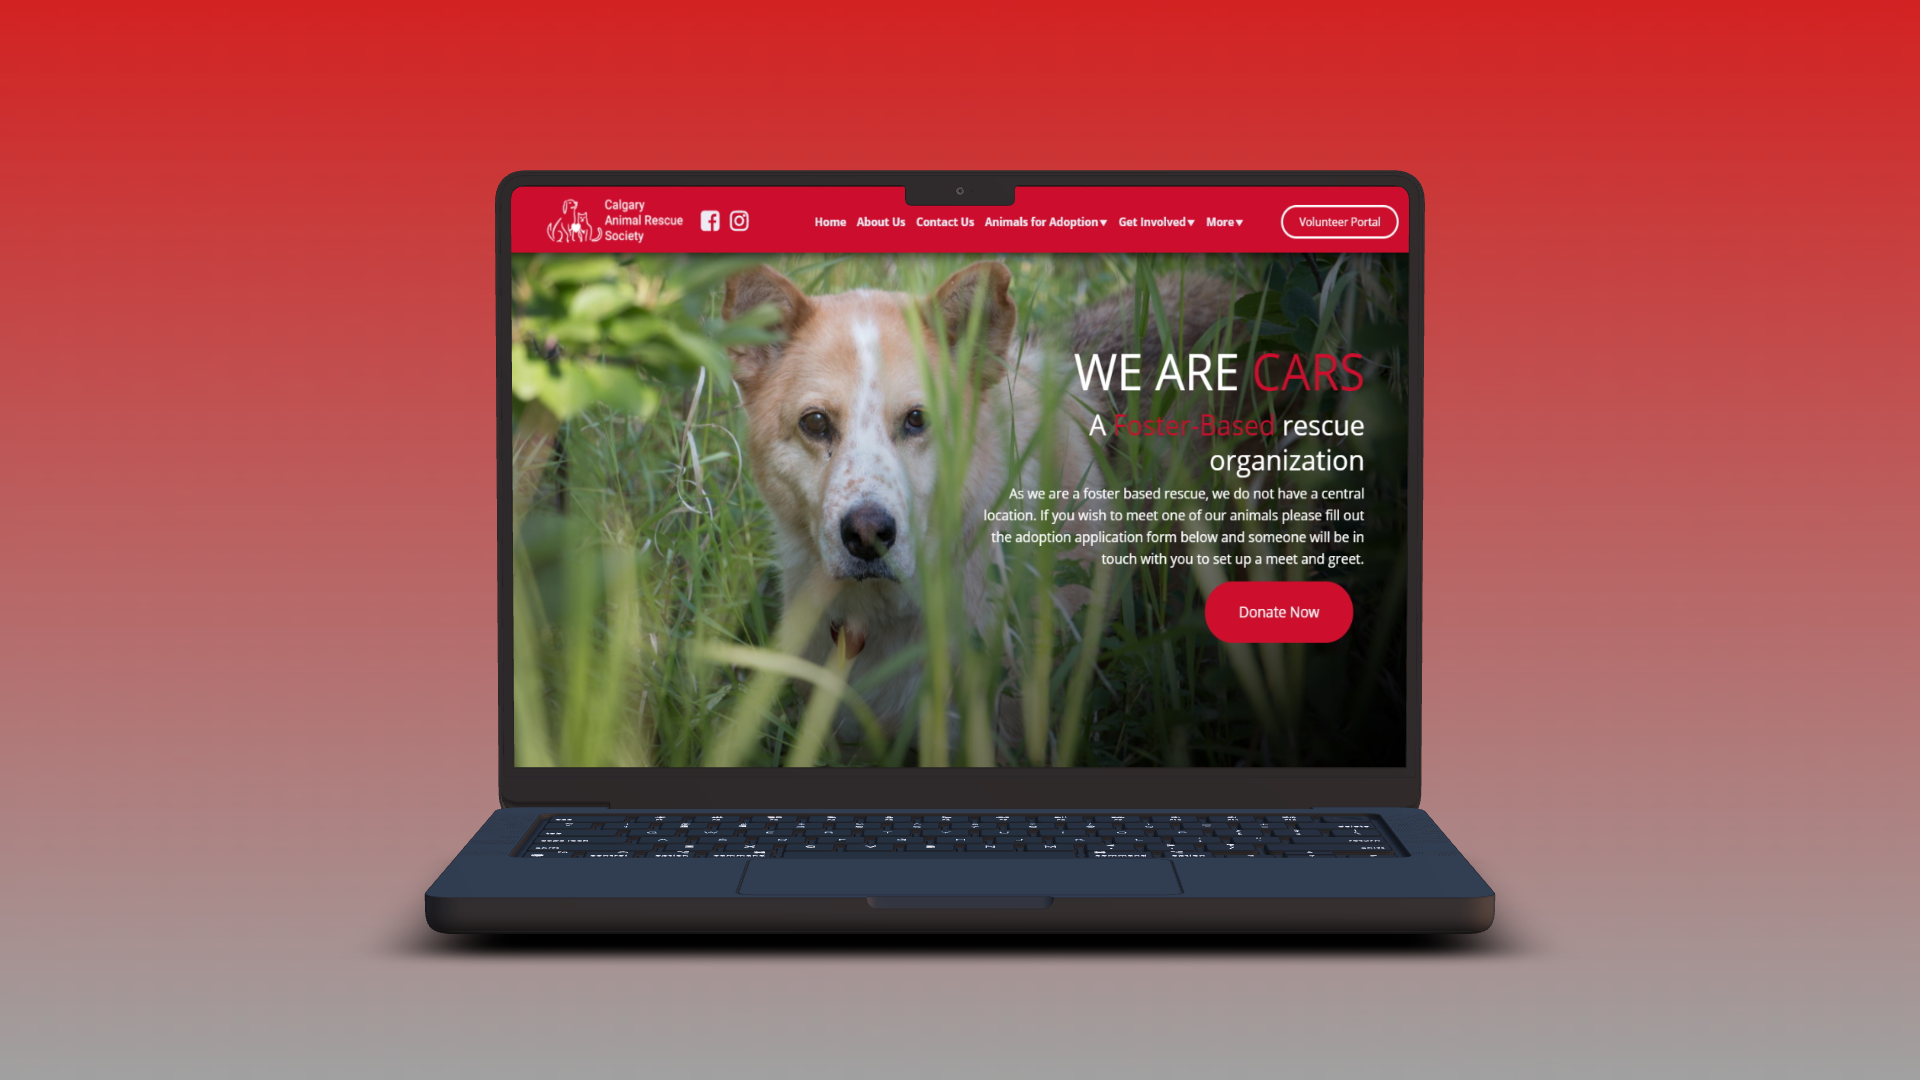 Calgary
Animal Rescue
Society
Home About Us Contact Us Animals for Adoption▾ Get Involved▾ More▾ Volunteer Portal
WE ARE CARS
A Foster-Based rescue
organization
As we are a foster based rescue, we do not have a central
location. If you wish to meet one of our animals please fill out
the adoption application form below and someone will be in
touch with you to set up a meet and greet.
Donate Now